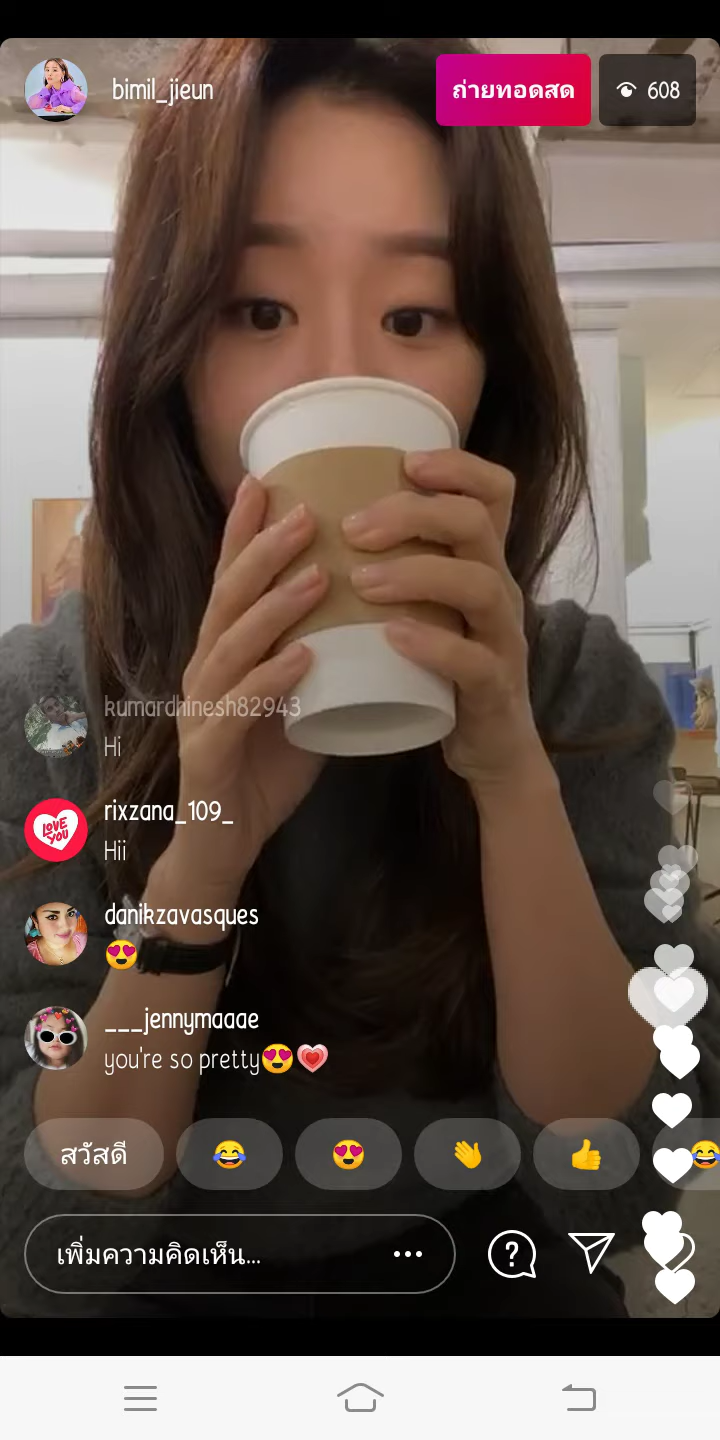 bimil_jieun
ถ่ายทอดสด
608
kumardhinesh82943
Hi
rixzana_109_
LOVE
YOU
Hii
danikzavasques
😍
___jennymaaae
you're so pretty😍💗
สวัสดี 😂 😍 👋 👍 😂
เพิ่มความคิดเห็น...